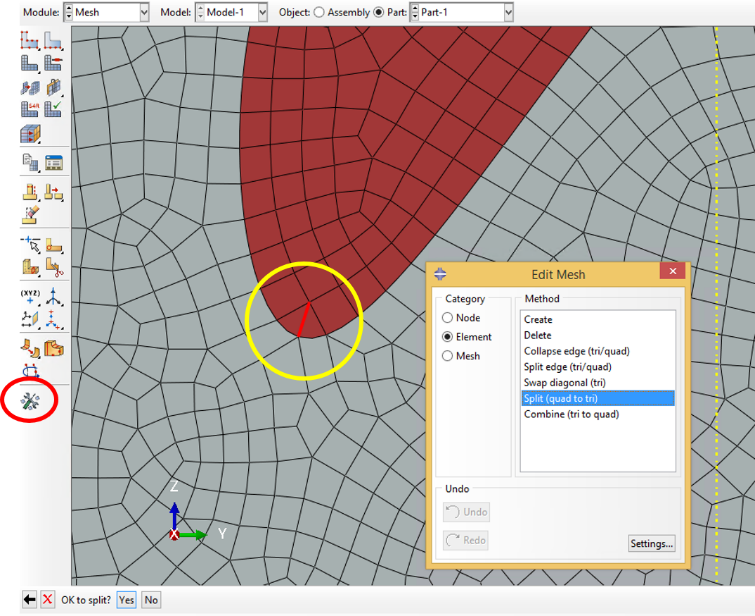 Module: Mesh Model: Model-1 Object: Assembly Part: Part-1
S4R
(XYZ)
Edit Mesh
Category
Node
Element
Mesh
Method
Create
Delete
Collapse edge (tri/quad)
Split edge (tri/quad)
Swap diagonal (tri)
Split (quad to tri)
Combine (tri to quad)
Undo
Undo
Redo
Settings...
Z
Y
X
OK to split? Yes No